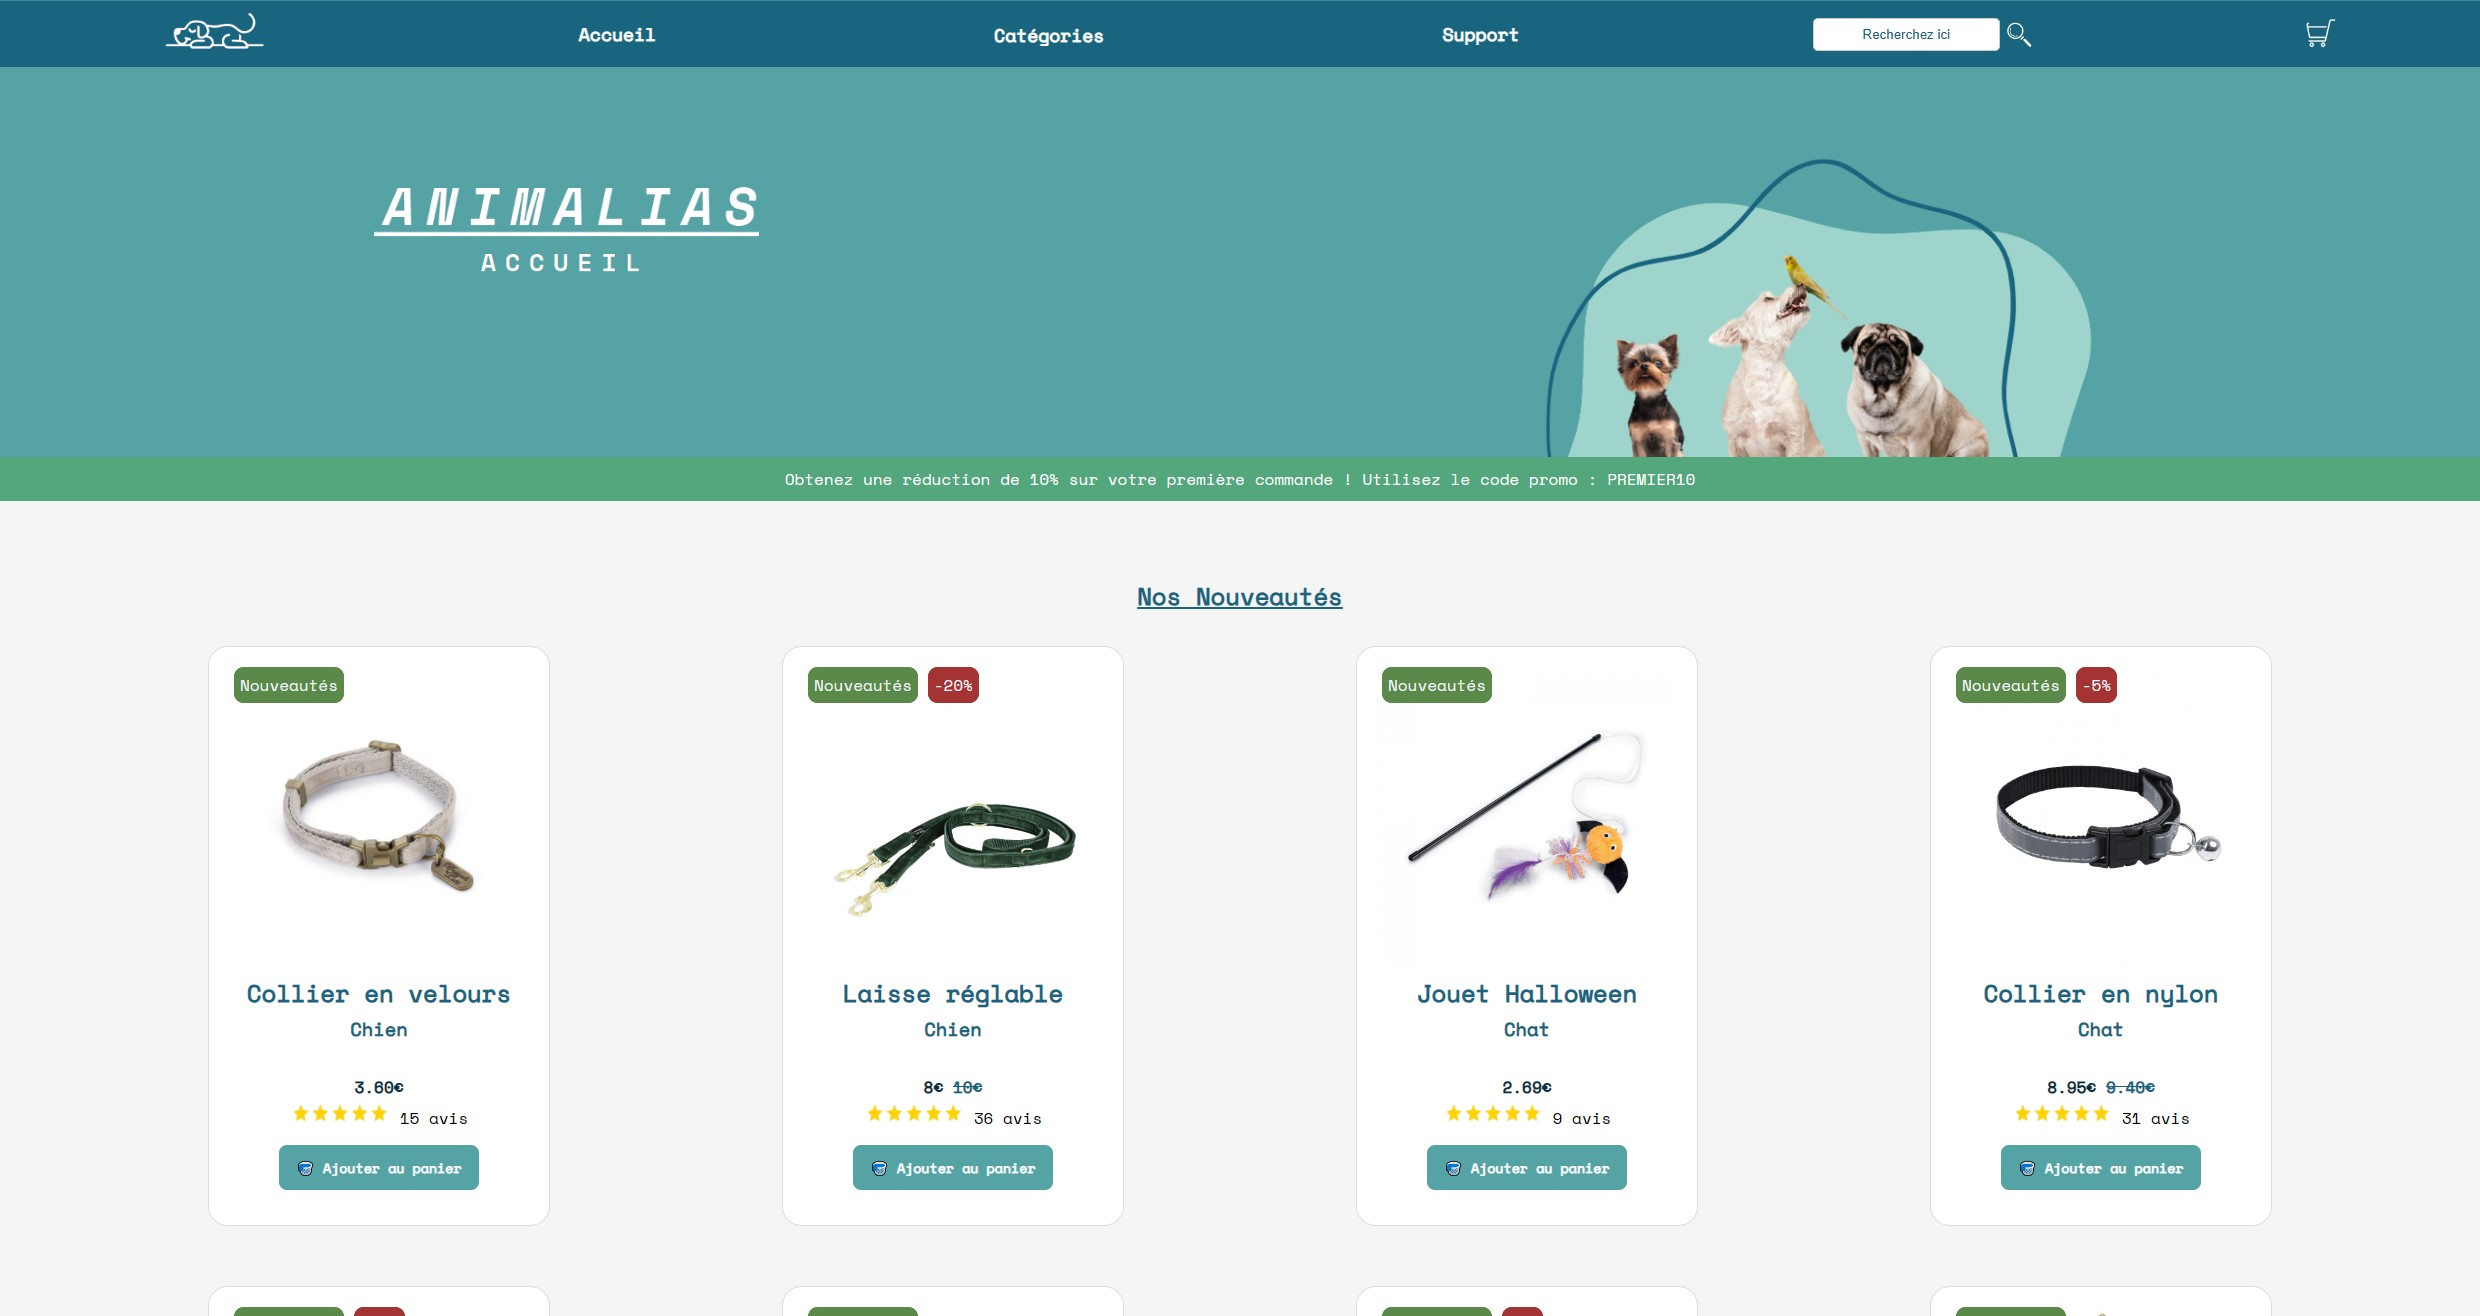 Accueil
Catégories
Support
Recherchez ici
ANIMALIAS
ACCUEIL
Obtenez une réduction de 10% sur votre première commande ! Utilisez le code promo : PREMIER10
Nos Nouveautés
Nouveautés
Collier en velours
Chien
3.60€
15 avis
Ajouter au panier
Nouveautés -20%
Laisse réglable
Chien
8€ 10€
36 avis
Ajouter au panier
Nouveautés
Jouet Halloween
Chat
2.69€
9 avis
Ajouter au panier
Nouveautés -5%
Collier en nylon
Chat
8.95€ 9.40€
31 avis
Ajouter au panier